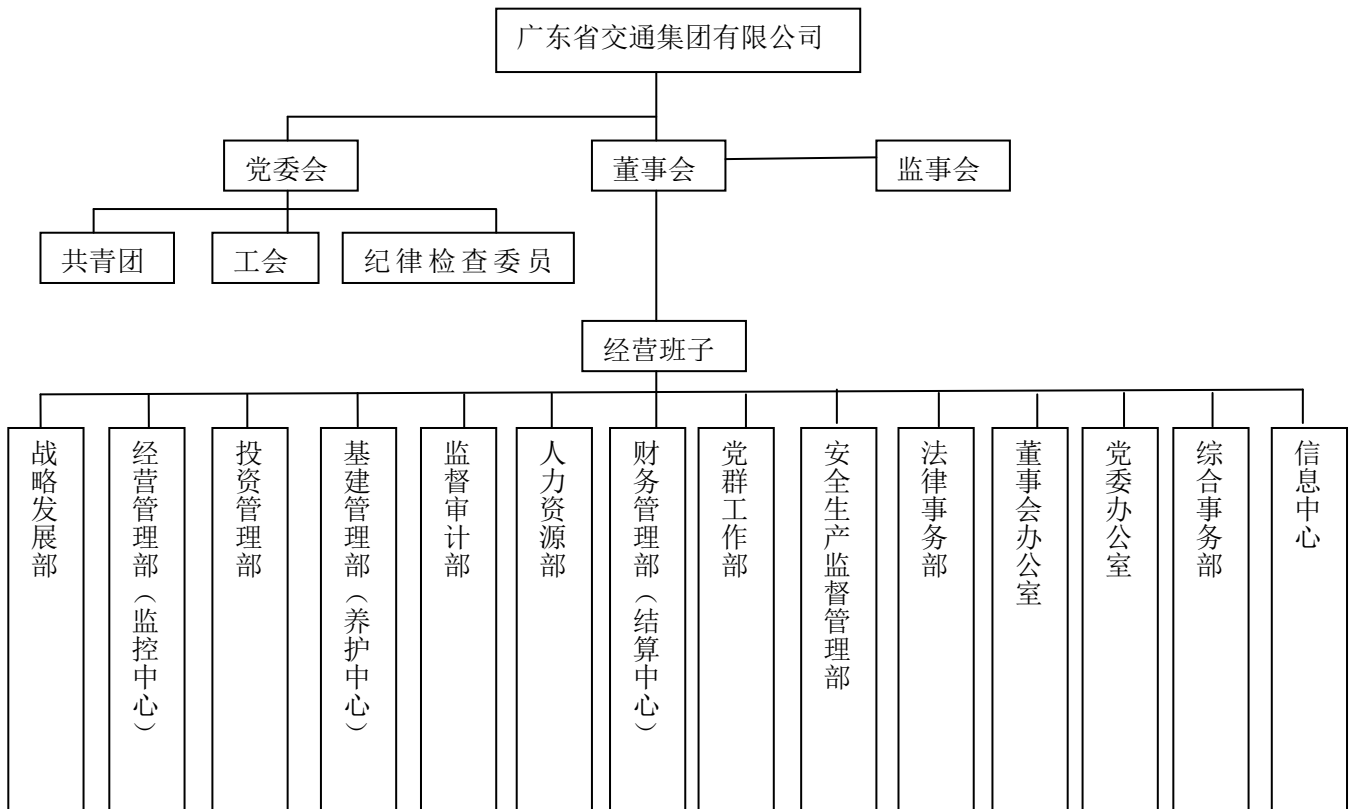 广东省交通集团有限公司
党委会
董事会
监事会
共青团
工会
纪律检查委员
经营班子
战略发展部
经营管理部（监控中心）
投资管理部
基建管理部（养护中心）
监督审计部
人力资源部
财务管理部（结算中心）
党群工作部
安全生产监督管理部
法律事务部
董事会办公室
党委办公室
综合事务部
信息中心